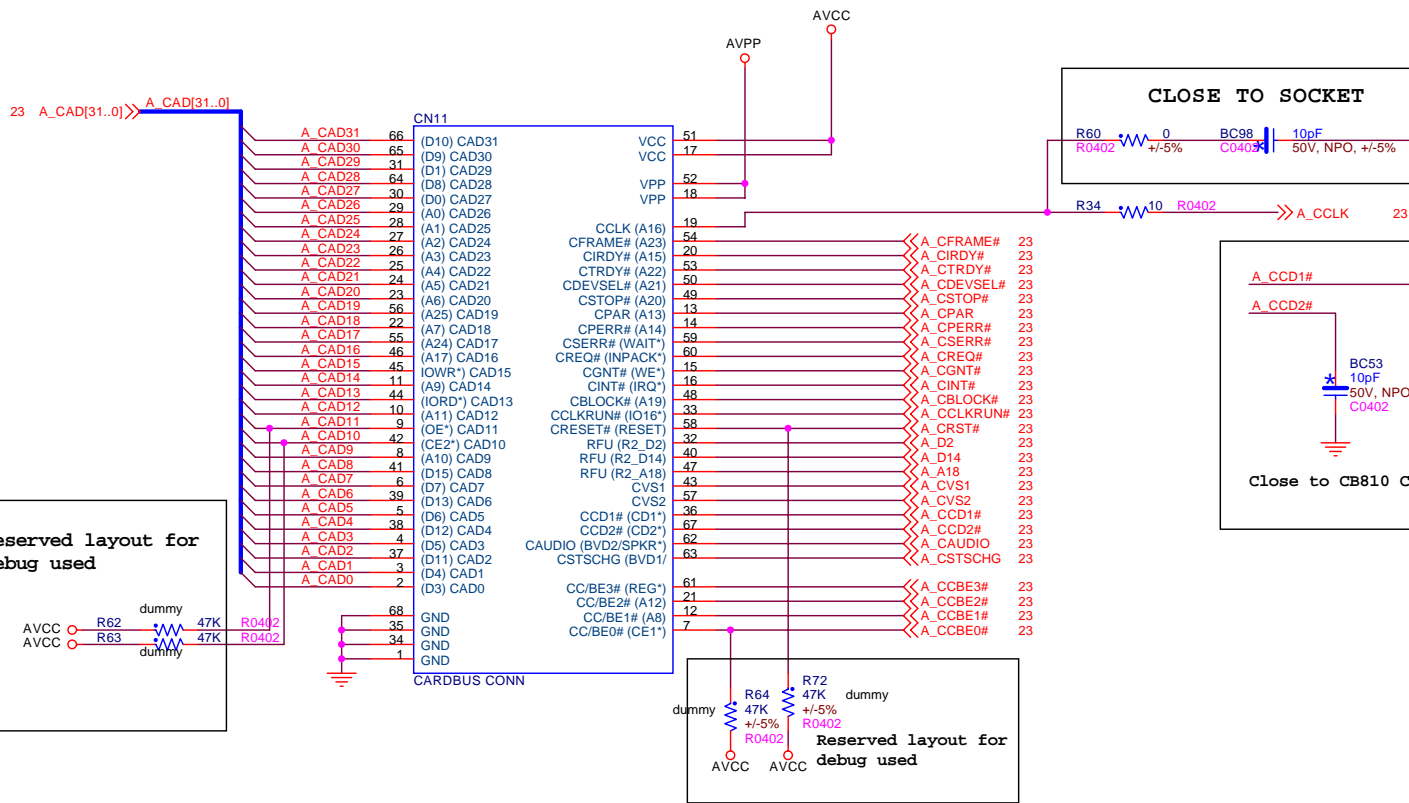 AVCC
AVPP
23 A_CAD[31..0]
A_CAD[31..0]
CN11
A_CAD31 66 (D10) CAD31
A_CAD30 65 (D9) CAD30
A_CAD29 31 (D1) CAD29
A_CAD28 64 (D8) CAD28
A_CAD27 30 (D0) CAD27
A_CAD26 29 (A0) CAD26
A_CAD25 28 (A1) CAD25
A_CAD24 27 (A2) CAD24
A_CAD23 26 (A3) CAD23
A_CAD22 25 (A4) CAD22
A_CAD21 24 (A5) CAD21
A_CAD20 23 (A6) CAD20
A_CAD19 56 (A25) CAD19
A_CAD18 22 (A7) CAD18
A_CAD17 55 (A24) CAD17
A_CAD16 46 (A17) CAD16
A_CAD15 45 IOWR*) CAD15
A_CAD14 11 (A9) CAD14
A_CAD13 44 (IORD*) CAD13
A_CAD12 10 (A11) CAD12
A_CAD11 9 (OE*) CAD11
A_CAD10 42 (CE2*) CAD10
A_CAD9 8 (A10) CAD9
A_CAD8 41 (D15) CAD8
A_CAD7 6 (D7) CAD7
A_CAD6 39 (D13) CAD6
A_CAD5 5 (D6) CAD5
A_CAD4 38 (D12) CAD4
A_CAD3 4 (D5) CAD3
A_CAD2 37 (D11) CAD2
A_CAD1 3 (D4) CAD1
A_CAD0 2 (D3) CAD0
68 GND
35 GND
34 GND
1 GND
CARDBUS CONN
VCC 51
VCC 17
VPP 52
VPP 18
CCLK (A16) 19
CFRAME# (A23) 54 A_CFRAME# 23
CIRDY# (A15) 20 A_CIRDY# 23
CTRDY# (A22) 53 A_CTRDY# 23
CDEVSEL# (A21) 50 A_CDEVSEL# 23
CSTOP# (A20) 49 A_CSTOP# 23
CPAR (A13) 13 A_CPAR 23
CPERR# (A14) 14 A_CPERR# 23
CSERR# (WAIT*) 59 A_CSERR# 23
CREQ# (INPACK*) 60 A_CREQ# 23
CGNT# (WE*) 15 A_CGNT# 23
CINT# (IRQ*) 16 A_CINT# 23
CBLOCK# (A19) 48 A_CBLOCK# 23
CCLKRUN# (IO16*) 33 A_CCLKRUN# 23
CRESET# (RESET) 58 A_CRST# 23
RFU (R2_D2) 32 A_D2 23
RFU (R2_D14) 40 A_D14 23
RFU (R2_A18) 47 A_A18 23
CVS1 43 A_CVS1 23
CVS2 57 A_CVS2 23
CCD1# (CD1*) 36 A_CCD1# 23
CCD2# (CD2*) 67 A_CCD2# 23
CAUDIO (BVD2/SPKR*) 62 A_CAUDIO 23
CSTSCHG (BVD1/ 63 A_CSTSCHG 23
CC/BE3# (REG*) 61 A_CCBE3# 23
CC/BE2# (A12) 21 A_CCBE2# 23
CC/BE1# (A8) 12 A_CCBE1# 23
CC/BE0# (CE1*) 7 A_CCBE0# 23
CLOSE TO SOCKET
R60 0 BC98 10pF
R0402 +/-5% C0402 50V, NPO, +/-5%
R34 10 R0402 A_CCLK 23
A_CCD1#
A_CCD2#
BC53
10pF
50V, NPO
C0402
Close to CB810 C
eserved layout for
ebug used
dummy
AVCC R62 47K R0402
AVCC R63 47K R0402
dummy
R64
47K
+/-5%
R0402
dummy
AVCC
R72
47K
+/-5%
R0402
dummy
AVCC
Reserved layout for
debug used